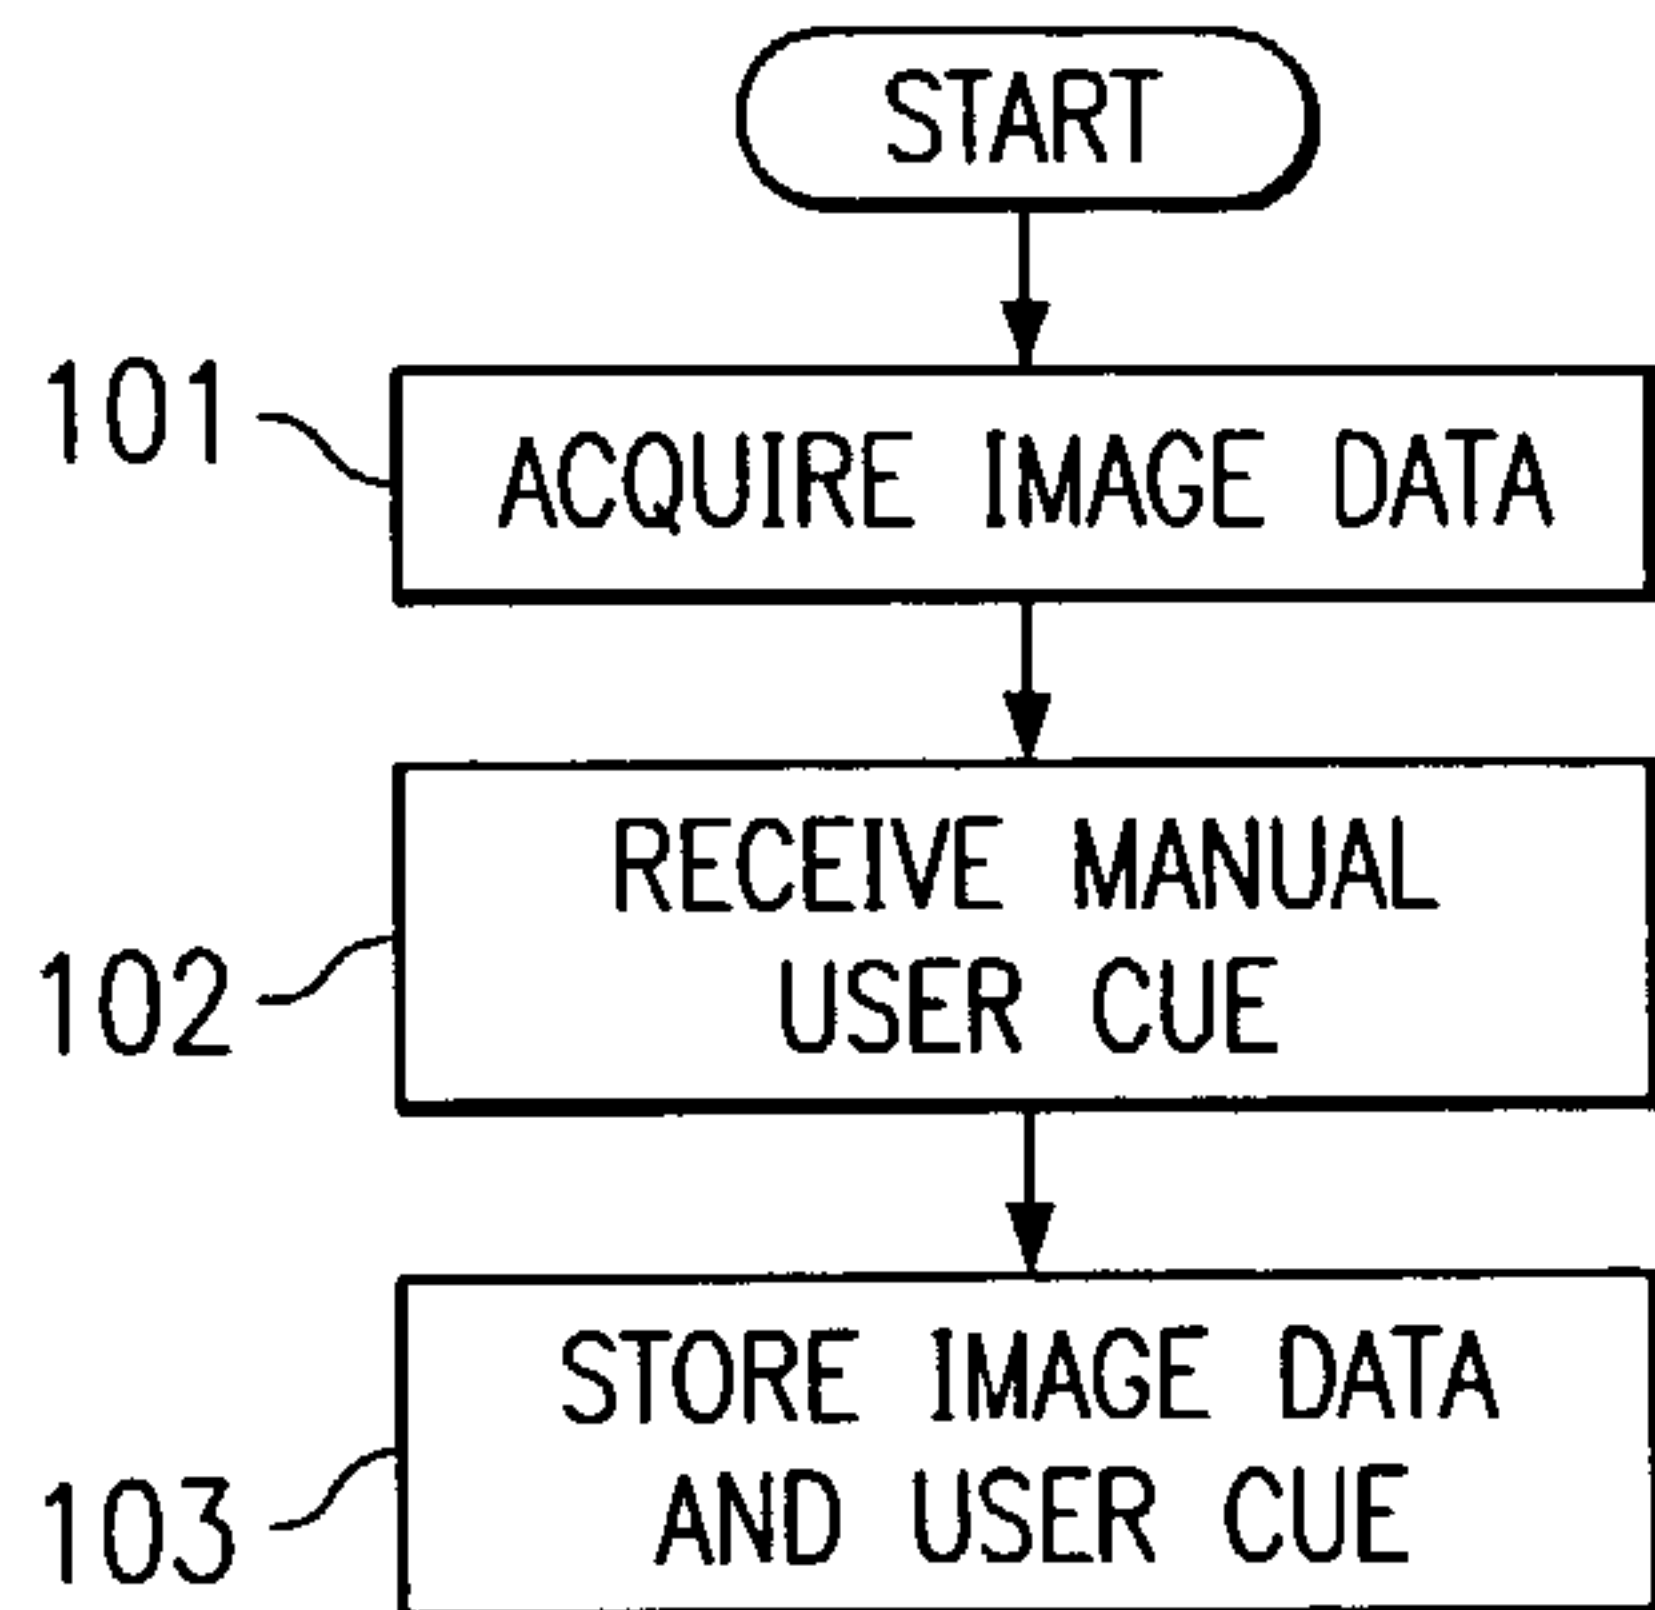 START
101
ACQUIRE IMAGE DATA
102
RECEIVE MANUAL
USER CUE
103
STORE IMAGE DATA
AND USER CUE